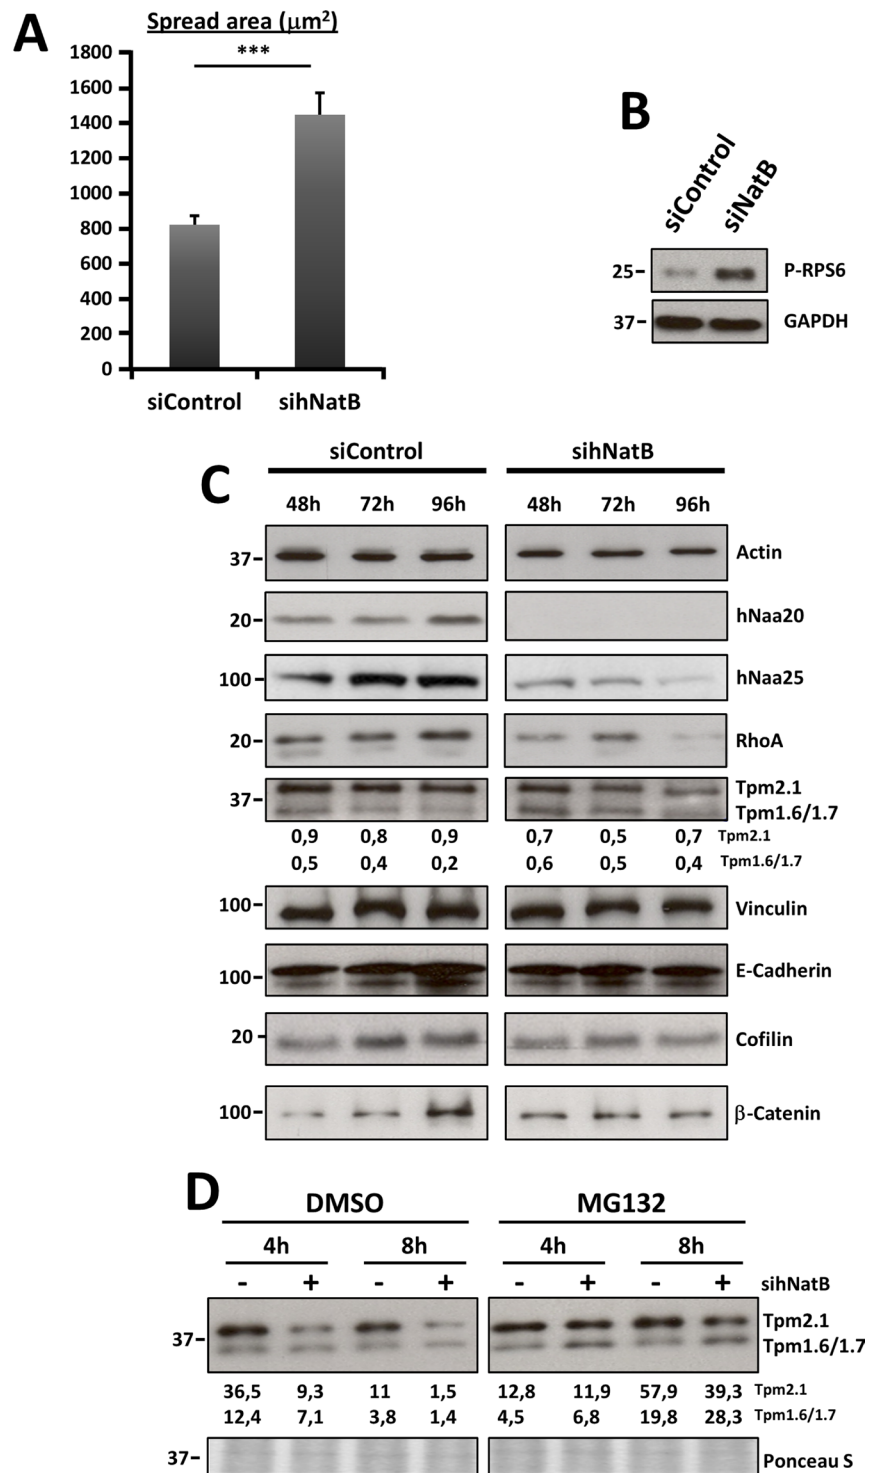 A
Spread area (μm²)
***
1800
1600
1400
1200
1000
800
600
400
200
0
siControl sihNatB
B
siControl siNatB
25 P-RPS6
37 GAPDH
C
siControl sihNatB
48h 72h 96h 48h 72h 96h
37 Actin
20 hNaa20
100 hNaa25
20 RhoA
37 Tpm2.1
Tpm1.6/1.7
0,9 0,8 0,9 0,7 0,5 0,7 Tpm2.1
0,5 0,4 0,2 0,6 0,5 0,4 Tpm1.6/1.7
100 Vinculin
100 E-Cadherin
20 Cofilin
100 β-Catenin
D
DMSO MG132
4h 8h 4h 8h
- + - + - + - + sihNatB
37 Tpm2.1
Tpm1.6/1.7
36,5 9,3 11 1,5 12,8 11,9 57,9 39,3 Tpm2.1
12,4 7,1 3,8 1,4 4,5 6,8 19,8 28,3 Tpm1.6/1.7
37 Ponceau S